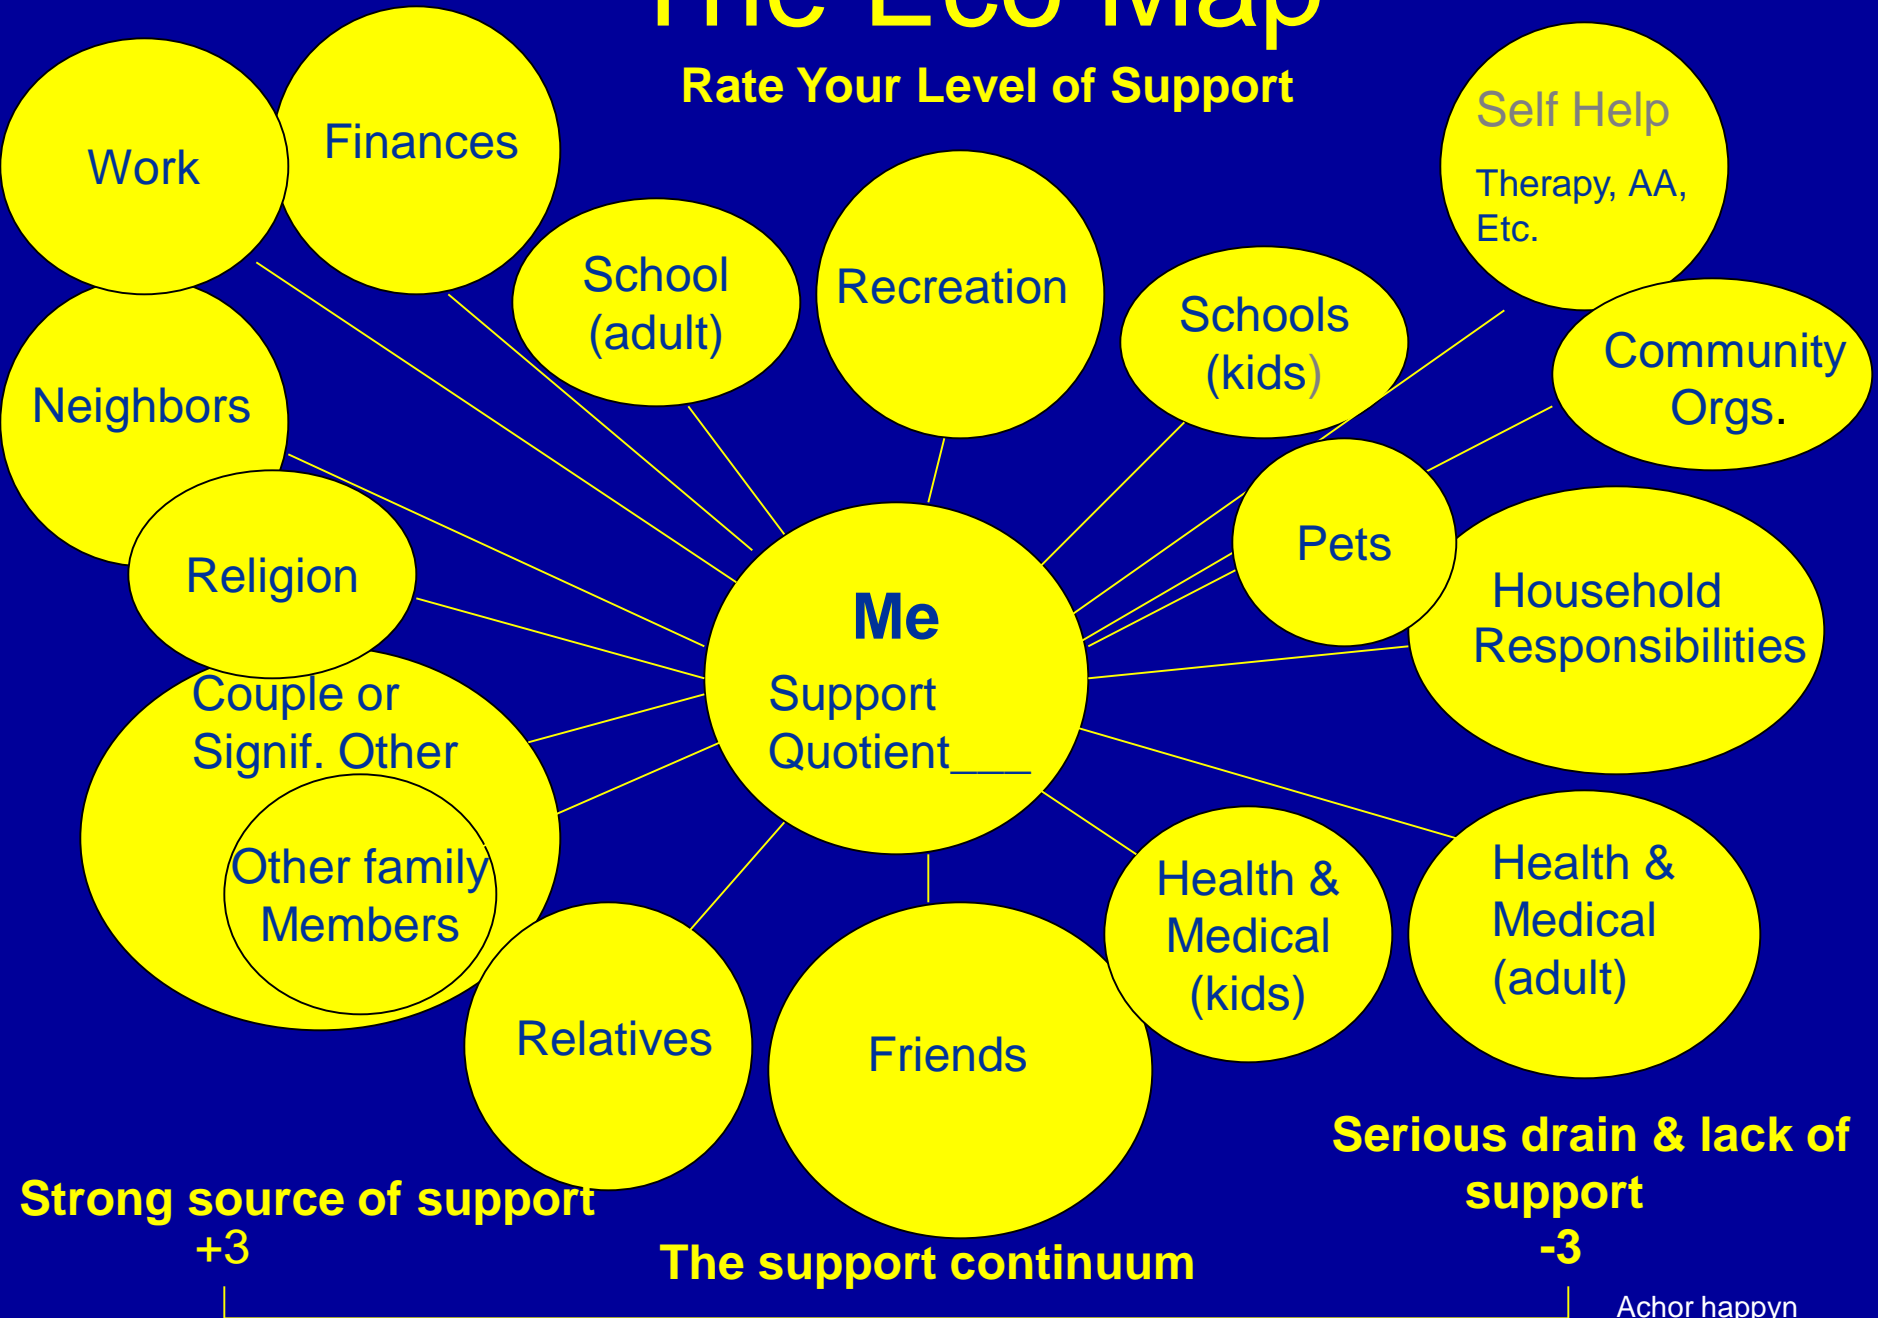 The Eco Map
Rate Your Level of Support
Work
Finances
School
(adult)
Recreation
Schools
(kids)
Self Help
Therapy, AA,
Etc.
Community
Orgs.
Neighbors
Religion
Pets
Household
Responsibilities
Me
Support
Quotient___
Couple or
Signif. Other
Other family
Members
Relatives
Friends
Health &
Medical
(kids)
Health &
Medical
(adult)
Strong source of support
+3
The support continuum
Serious drain & lack of
support
-3
Achor happyn